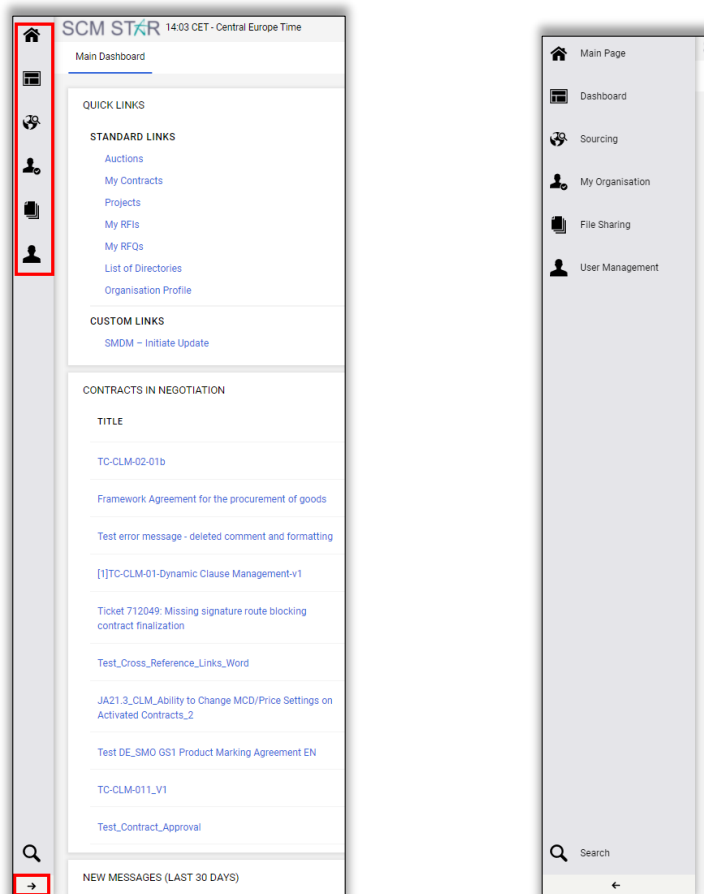 SCM STAR 14:03 CET - Central Europe Time
Main Dashboard
QUICK LINKS
STANDARD LINKS
Auctions
My Contracts
Projects
My RFIs
My RFQs
List of Directories
Organisation Profile
CUSTOM LINKS
SMDM – Initiate Update
CONTRACTS IN NEGOTIATION
TITLE
TC-CLM-02-01b
Framework Agreement for the procurement of goods
Test error message - deleted comment and formatting
[1]TC-CLM-01-Dynamic Clause Management-v1
Ticket 712049: Missing signature route blocking
contract finalization
Test_Cross_Reference_Links_Word
JA21.3_CLM_Ability to Change MCD/Price Settings on
Activated Contracts_2
Test DE_SMO GS1 Product Marking Agreement EN
TC-CLM-011_V1
Test_Contract_Approval
NEW MESSAGES (LAST 30 DAYS)
Main Page
Dashboard
Sourcing
My Organisation
File Sharing
User Management
Search